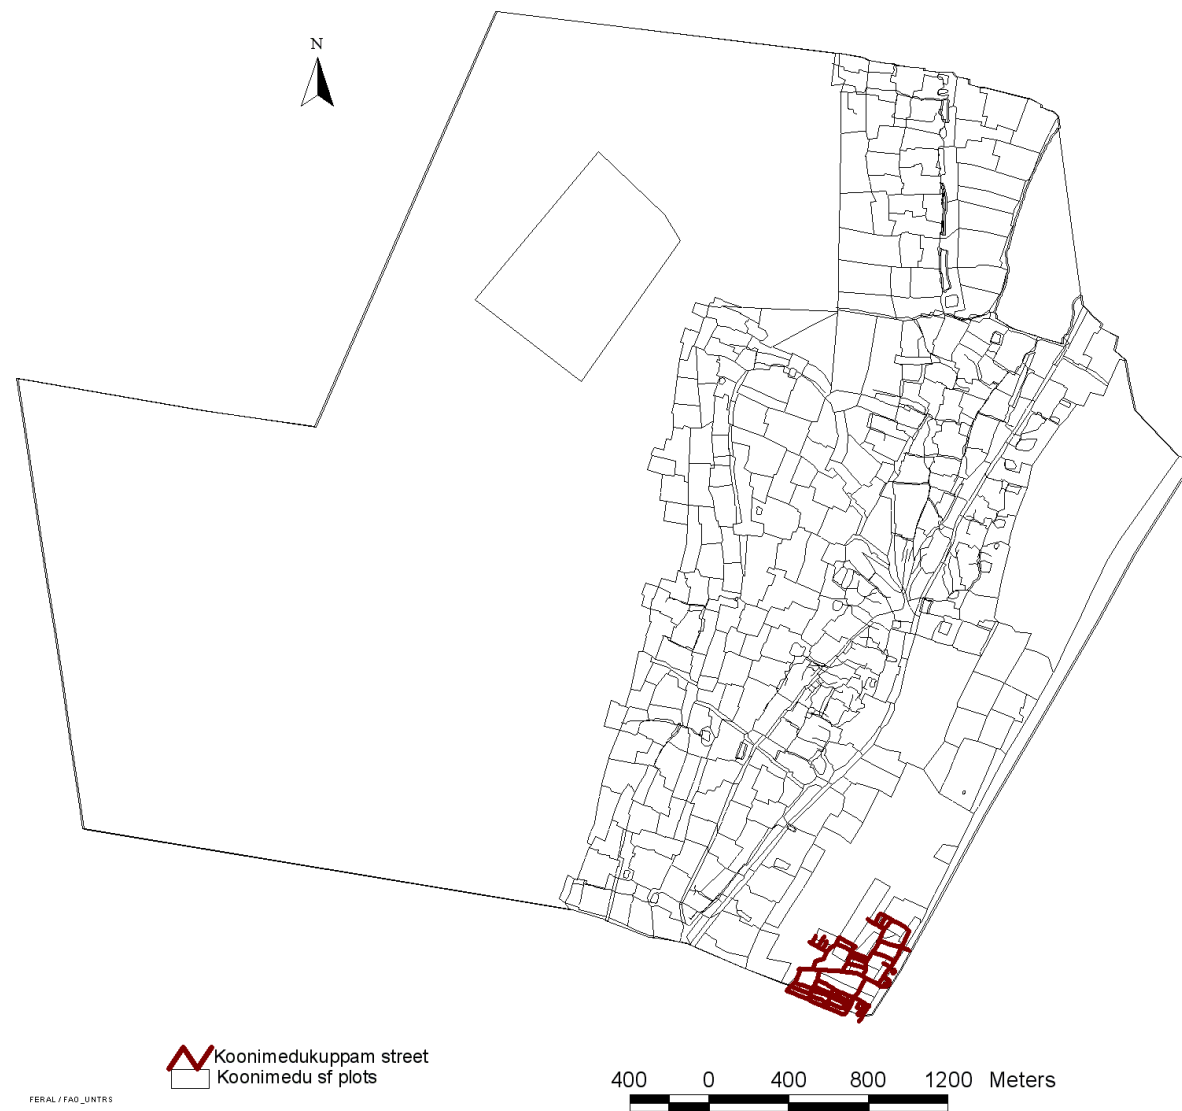 N
Koonimedukuppam street
Koonimedu sf plots
400 0 400 800 1200 Meters
FERAL / FAO_UNTRS